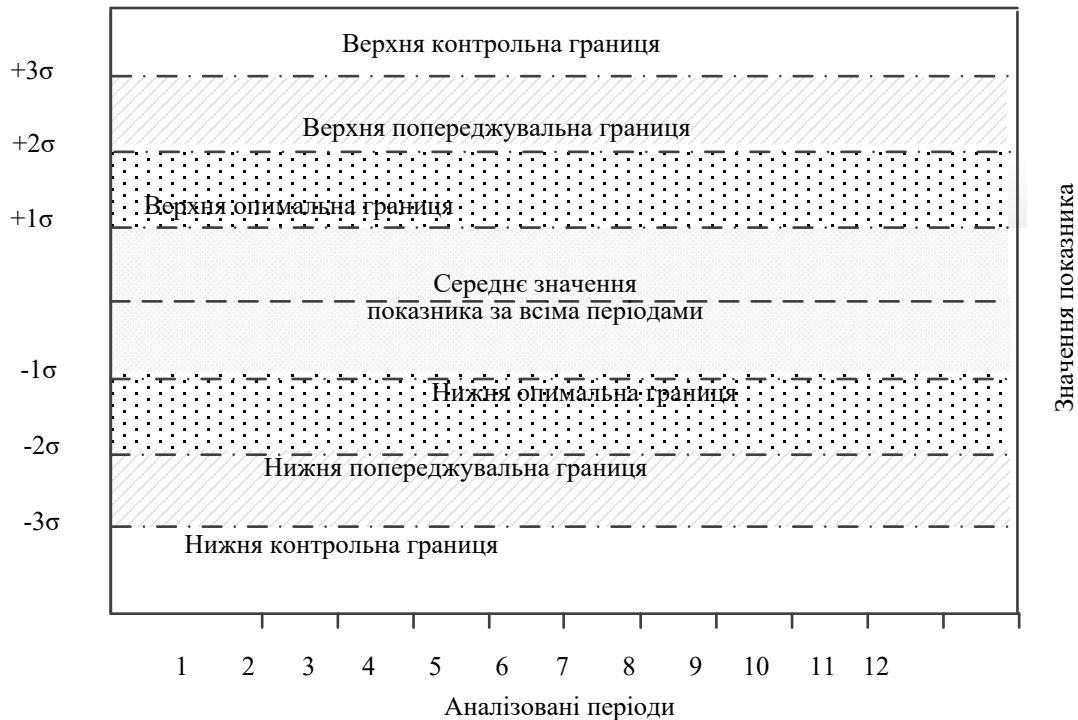 Верхня контрольна границя
+3σ
Верхня попереджувальна границя
+2σ
Верхня опимальна границя
+1σ
Середнє значення
показника за всіма періодами
-1σ
Нижня опимальна границя
-2σ
Нижня попереджувальна границя
-3σ
Нижня контрольна границя
Значення показника
1 2 3 4 5 6 7 8 9 10 11 12
Аналізовані періоди